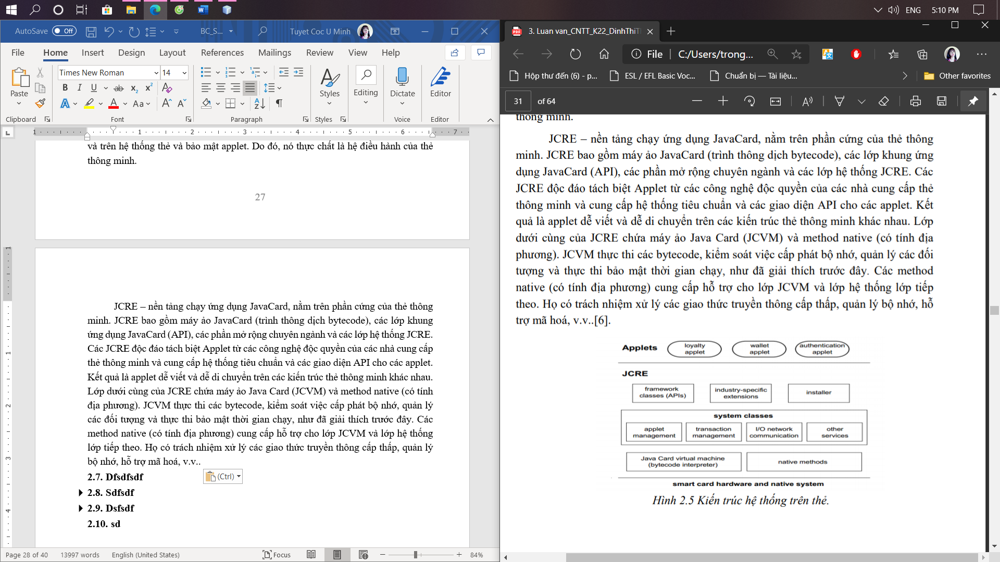 ENG
5:10 PM
AutoSave Off
BC_S...
Tuyet Coc U Minh
File Home Insert Design Layout References Mailings Review View Help
Times New Roman
14
Paste
B I U ab x₂ x²
A A A Aa A A
Styles
Editing
Dictate
Editor
Clipboard Font Paragraph Styles Voice Editor
1 1 2 3 4 5 6 7
và trên hệ thống thẻ và bảo mật applet. Do đó, nó thực chất là hệ điều hành của thẻ
thông minh.
27
JCRE – nền tảng chạy ứng dụng JavaCard, nằm trên phần cứng của thẻ thông
minh. JCRE bao gồm máy ảo JavaCard (trình thông dịch bytecode), các lớp khung
ứng dụng JavaCard (API), các phần mở rộng chuyên ngành và các lớp hệ thống JCRE.
Các JCRE độc đáo tách biệt Applet từ các công nghệ độc quyền của các nhà cung cấp
thẻ thông minh và cung cấp hệ thống tiêu chuẩn và các giao diện API cho các applet.
Kết quả là applet dễ viết và dễ di chuyển trên các kiến trúc thẻ thông minh khác nhau.
Lớp dưới cùng của JCRE chứa máy ảo Java Card (JCVM) và method native (có tính
địa phương). JCVM thực thi các bytecode, kiểm soát việc cấp phát bộ nhớ, quản lý
các đối tượng và thực thi bảo mật thời gian chạy, như đã giải thích trước đây. Các
method native (có tính địa phương) cung cấp hỗ trợ cho lớp JCVM và lớp hệ thống
lớp tiếp theo. Họ có trách nhiệm xử lý các giao thức truyền thông cấp thấp, quản lý
bộ nhớ, hỗ trợ mã hoá, v.v..
2.7. Dfsdfsdf
(Ctrl)
2.8. Sdfsdf
2.9. Dsfsdf
2.10. sd
Page 28 of 40
13997 words
English (United States)
Focus
84%
3. Luan van_CNTT_K22_DinhThiTl
File
C:/Users/trong...
Hộp thư đến (6) - p...
ESL / EFL Basic Voc...
Chuẩn bị — Tài liệu...
Other favorites
31 of 64
thông minh.
JCRE – nền tảng chạy ứng dụng JavaCard, nằm trên phần cứng của thẻ thông
minh. JCRE bao gồm máy ảo JavaCard (trình thông dịch bytecode), các lớp khung ứng
dụng JavaCard (API), các phần mở rộng chuyên ngành và các lớp hệ thống JCRE. Các
JCRE độc đáo tách biệt Applet từ các công nghệ độc quyền của các nhà cung cấp thẻ
thông minh và cung cấp hệ thống tiêu chuẩn và các giao diện API cho các applet. Kết
quả là applet dễ viết và dễ di chuyển trên các kiến trúc thẻ thông minh khác nhau. Lớp
dưới cùng của JCRE chứa máy ảo Java Card (JCVM) và method native (có tính địa
phương). JCVM thực thi các bytecode, kiểm soát việc cấp phát bộ nhớ, quản lý các đối
tượng và thực thi bảo mật thời gian chạy, như đã giải thích trước đây. Các method
native (có tính địa phương) cung cấp hỗ trợ cho lớp JCVM và lớp hệ thống lớp tiếp
theo. Họ có trách nhiệm xử lý các giao thức truyền thông cấp thấp, quản lý bộ nhớ, hỗ
trợ mã hoá, v.v..[6].
Applets
loyalty applet
wallet applet
authentication applet
JCRE
framework classes (APIs)
industry-specific extensions
installer
system classes
applet management
transaction management
I/O network communication
other services
Java Card virtual machine (bytecode interpreter)
native methods
smart card hardware and native system
Hình 2.5 Kiến trúc hệ thống trên thẻ.